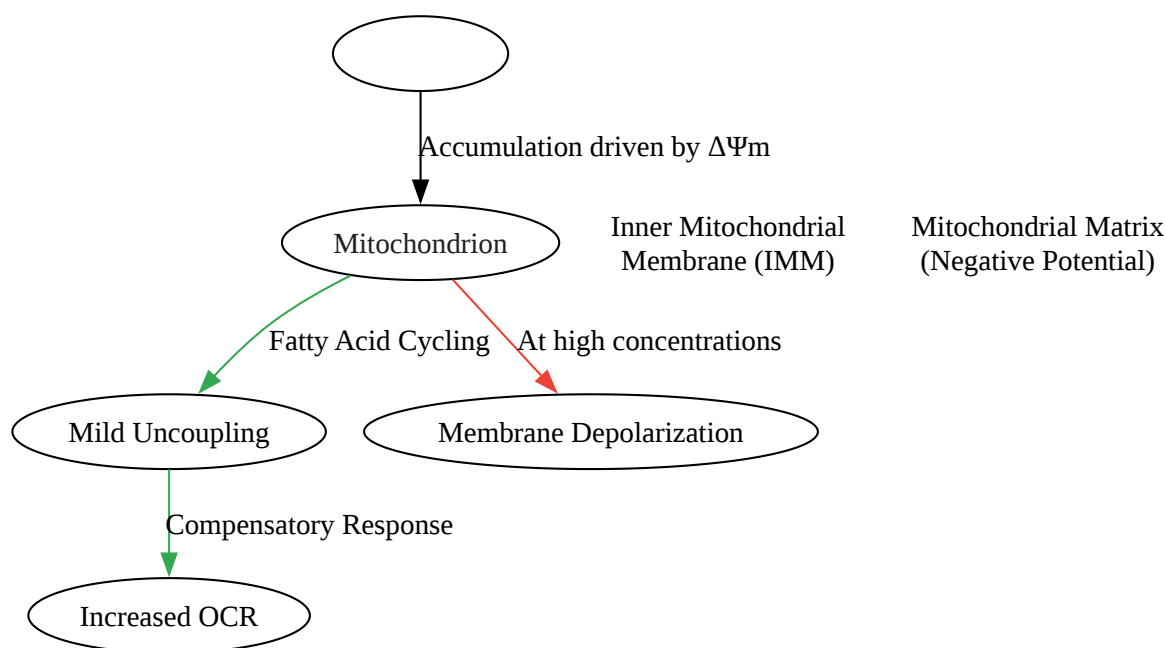 Accumulation driven by ΔΨm
Mitochondrion
Inner Mitochondrial
Membrane (IMM)
Mitochondrial Matrix
(Negative Potential)
Fatty Acid Cycling
At high concentrations
Mild Uncoupling
Membrane Depolarization
Compensatory Response
Increased OCR